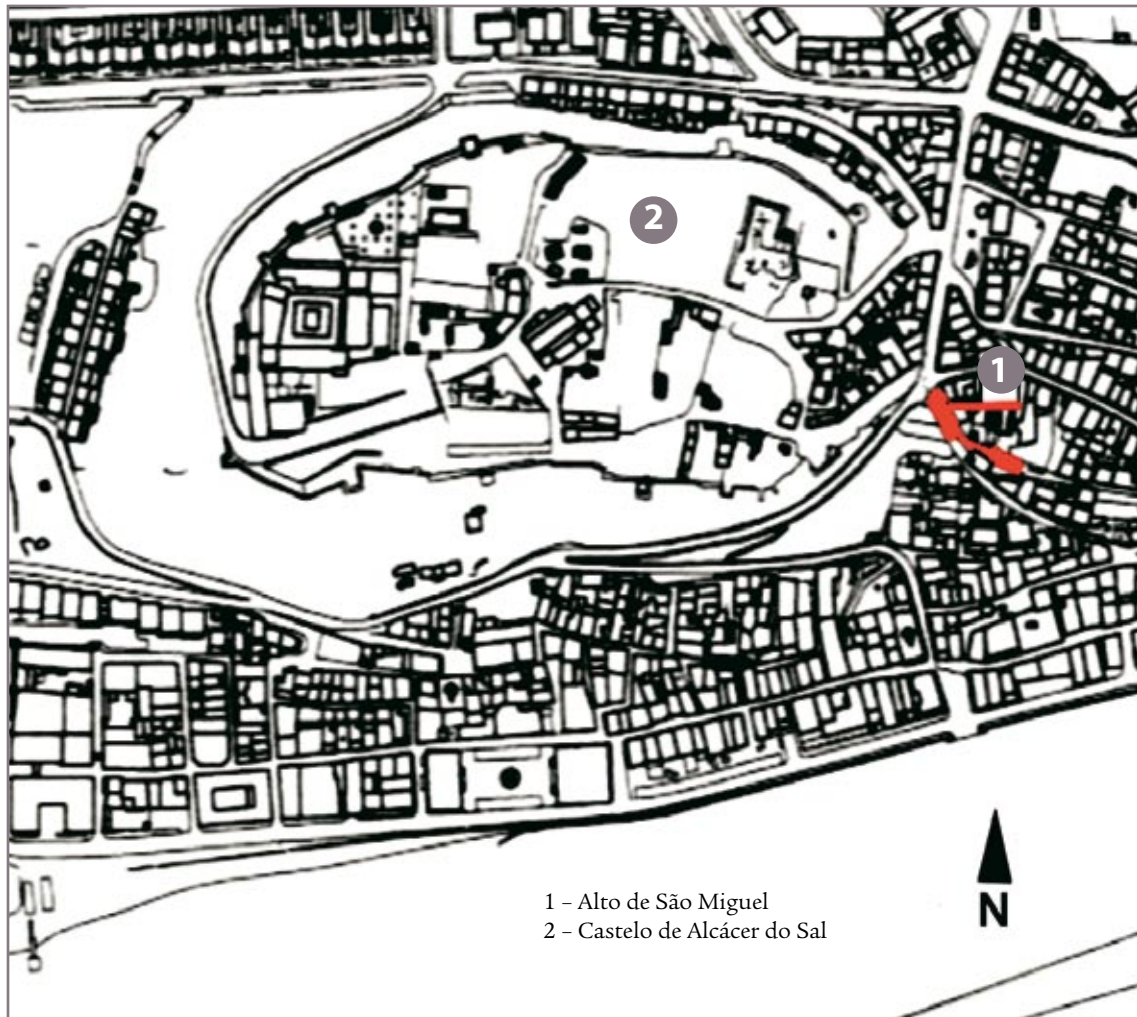 2
1
1 – Alto de São Miguel
2 – Castelo de Alcácer do Sal
N